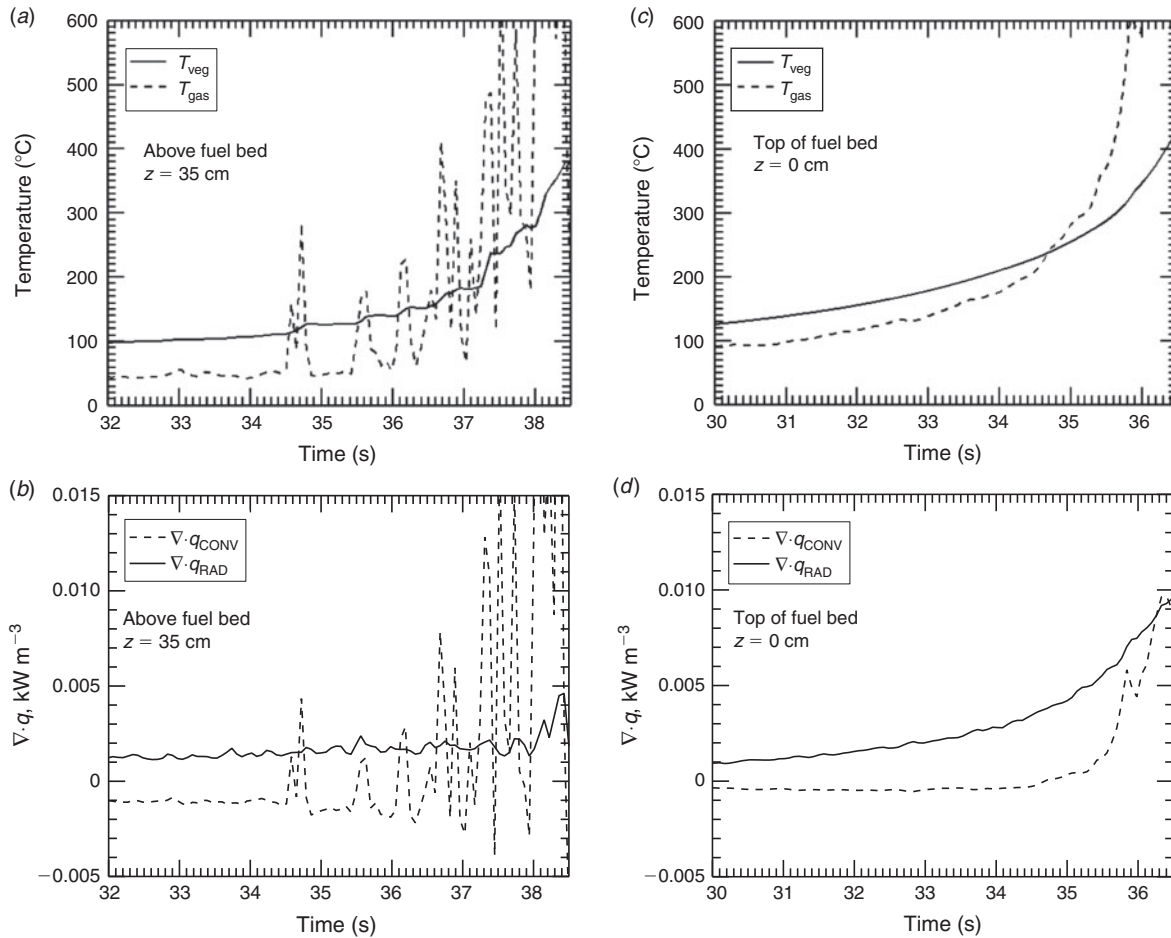 (a)
600
500
400
300
200
100
0
Temperature (°C)
T_veg
T_gas
Above fuel bed
z = 35 cm
32 33 34 35 36 37 38
Time (s)
(c)
600
500
400
300
200
100
0
Temperature (°C)
T_veg
T_gas
Top of fuel bed
z = 0 cm
30 31 32 33 34 35 36
Time (s)
(b)
0.015
0.010
0.005
0
−0.005
∇·q, kW m⁻³
∇·q_CONV
∇·q_RAD
Above fuel bed
z = 35 cm
32 33 34 35 36 37 38
Time (s)
(d)
0.015
0.010
0.005
0
−0.005
∇·q, kW m⁻³
∇·q_CONV
∇·q_RAD
Top of fuel bed
z = 0 cm
30 31 32 33 34 35 36
Time (s)